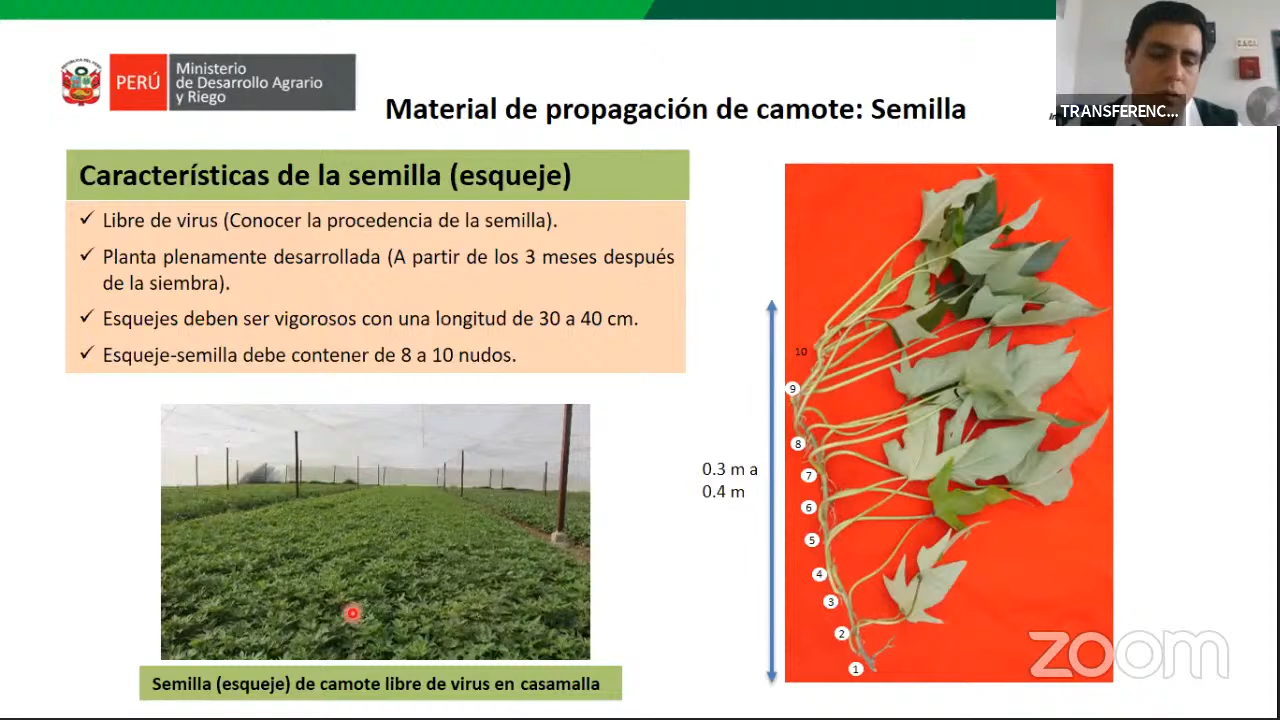 PERÚ
Ministerio
de Desarrollo Agrario
y Riego
Material de propagación de camote: Semilla
TRANSFERENC...
Características de la semilla (esqueje)
✓ Libre de virus (Conocer la procedencia de la semilla).
✓ Planta plenamente desarrollada (A partir de los 3 meses después
de la siembra).
✓ Esquejes deben ser vigorosos con una longitud de 30 a 40 cm.
✓ Esqueje-semilla debe contener de 8 a 10 nudos.
0.3 m a
0.4 m
10
9
8
7
6
5
4
3
2
1
Semilla (esqueje) de camote libre de virus en casamalla
zoom